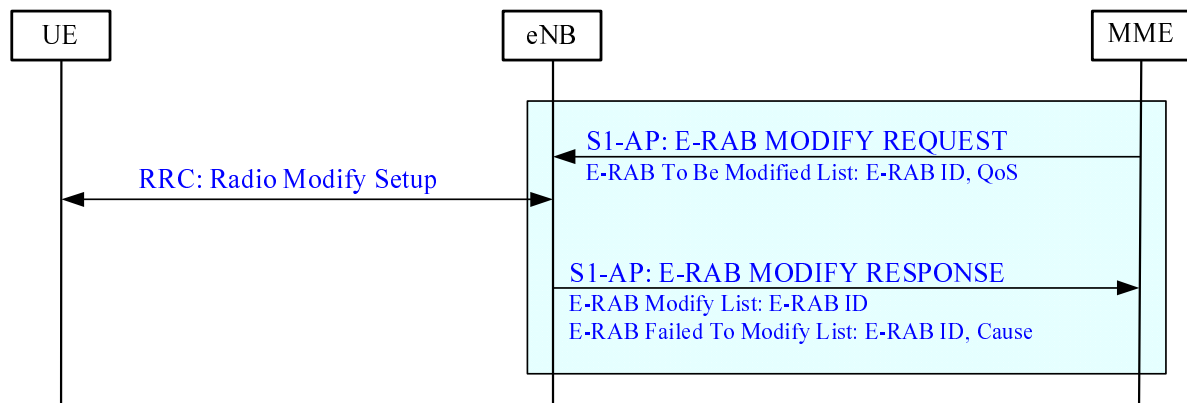 UE
eNB
MME
S1-AP: E-RAB MODIFY REQUEST
E-RAB To Be Modified List: E-RAB ID, QoS
RRC: Radio Modify Setup
S1-AP: E-RAB MODIFY RESPONSE
E-RAB Modify List: E-RAB ID
E-RAB Failed To Modify List: E-RAB ID, Cause